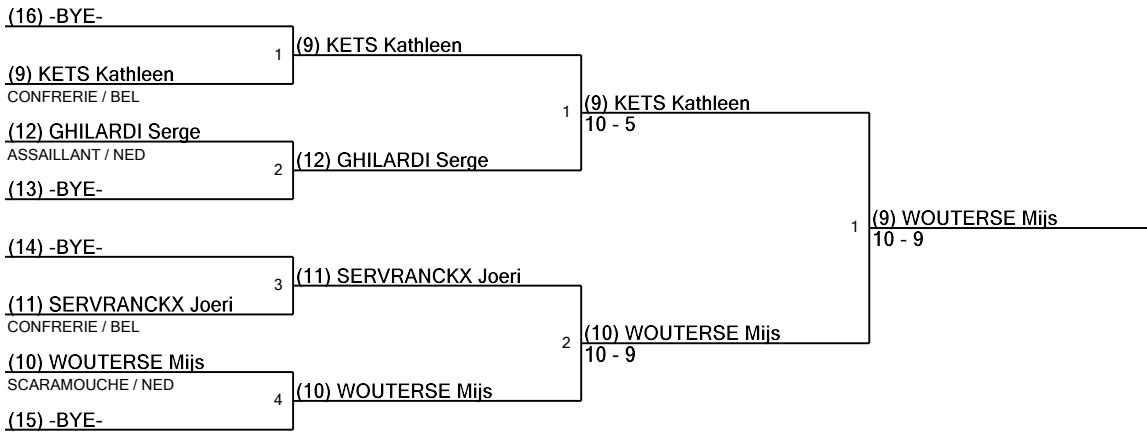 (16) -BYE-
1
(9) KETS Kathleen
(9) KETS Kathleen
CONFRERIE / BEL
1
(9) KETS Kathleen
10 - 5
(12) GHILARDI Serge
ASSAILLANT / NED
2
(12) GHILARDI Serge
(13) -BYE-
1
(9) WOUTERSE Mijs
10 - 9
(14) -BYE-
3
(11) SERVRANCKX Joeri
(11) SERVRANCKX Joeri
CONFRERIE / BEL
2
(10) WOUTERSE Mijs
10 - 9
(10) WOUTERSE Mijs
SCARAMOUCHE / NED
4
(10) WOUTERSE Mijs
(15) -BYE-